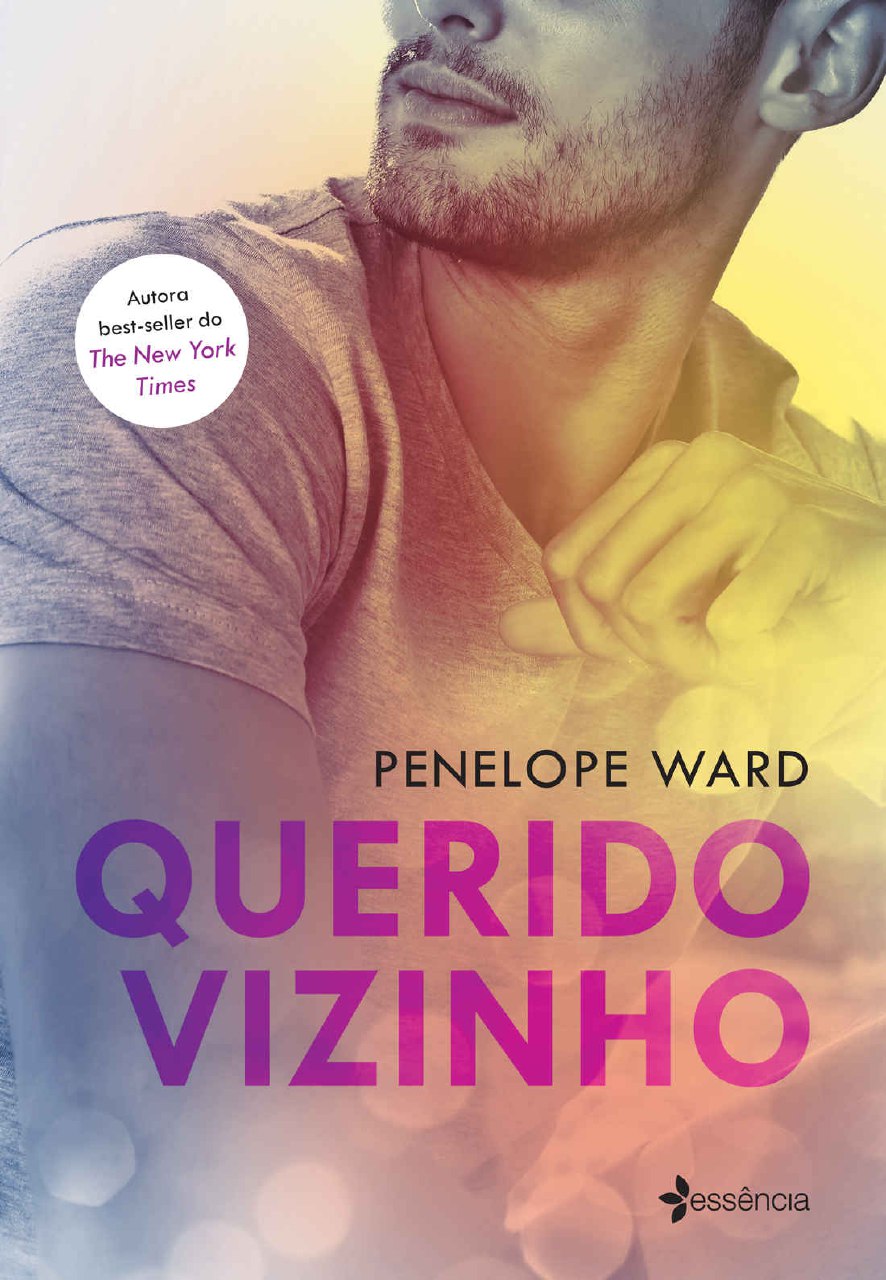 Autora
best-seller do
The New York
Times
PENELOPE WARD
QUERIDO
VIZINHO
essência